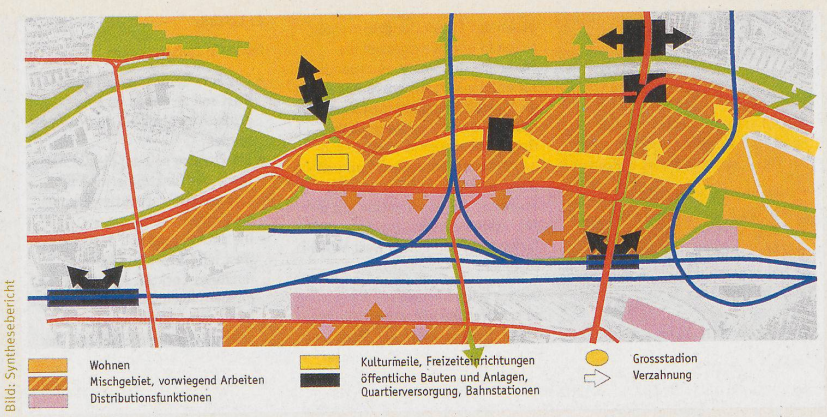 Bild: Synthesebericht
Wohnen
Mischgebiet, vorwiegend Arbeiten
Distributionsfunktionen
Kulturmeile, Freizeiteinrichtungen
öffentliche Bauten und Anlagen,
Quartierversorgung, Bahnstationen
Grossstadion
Verzahnung